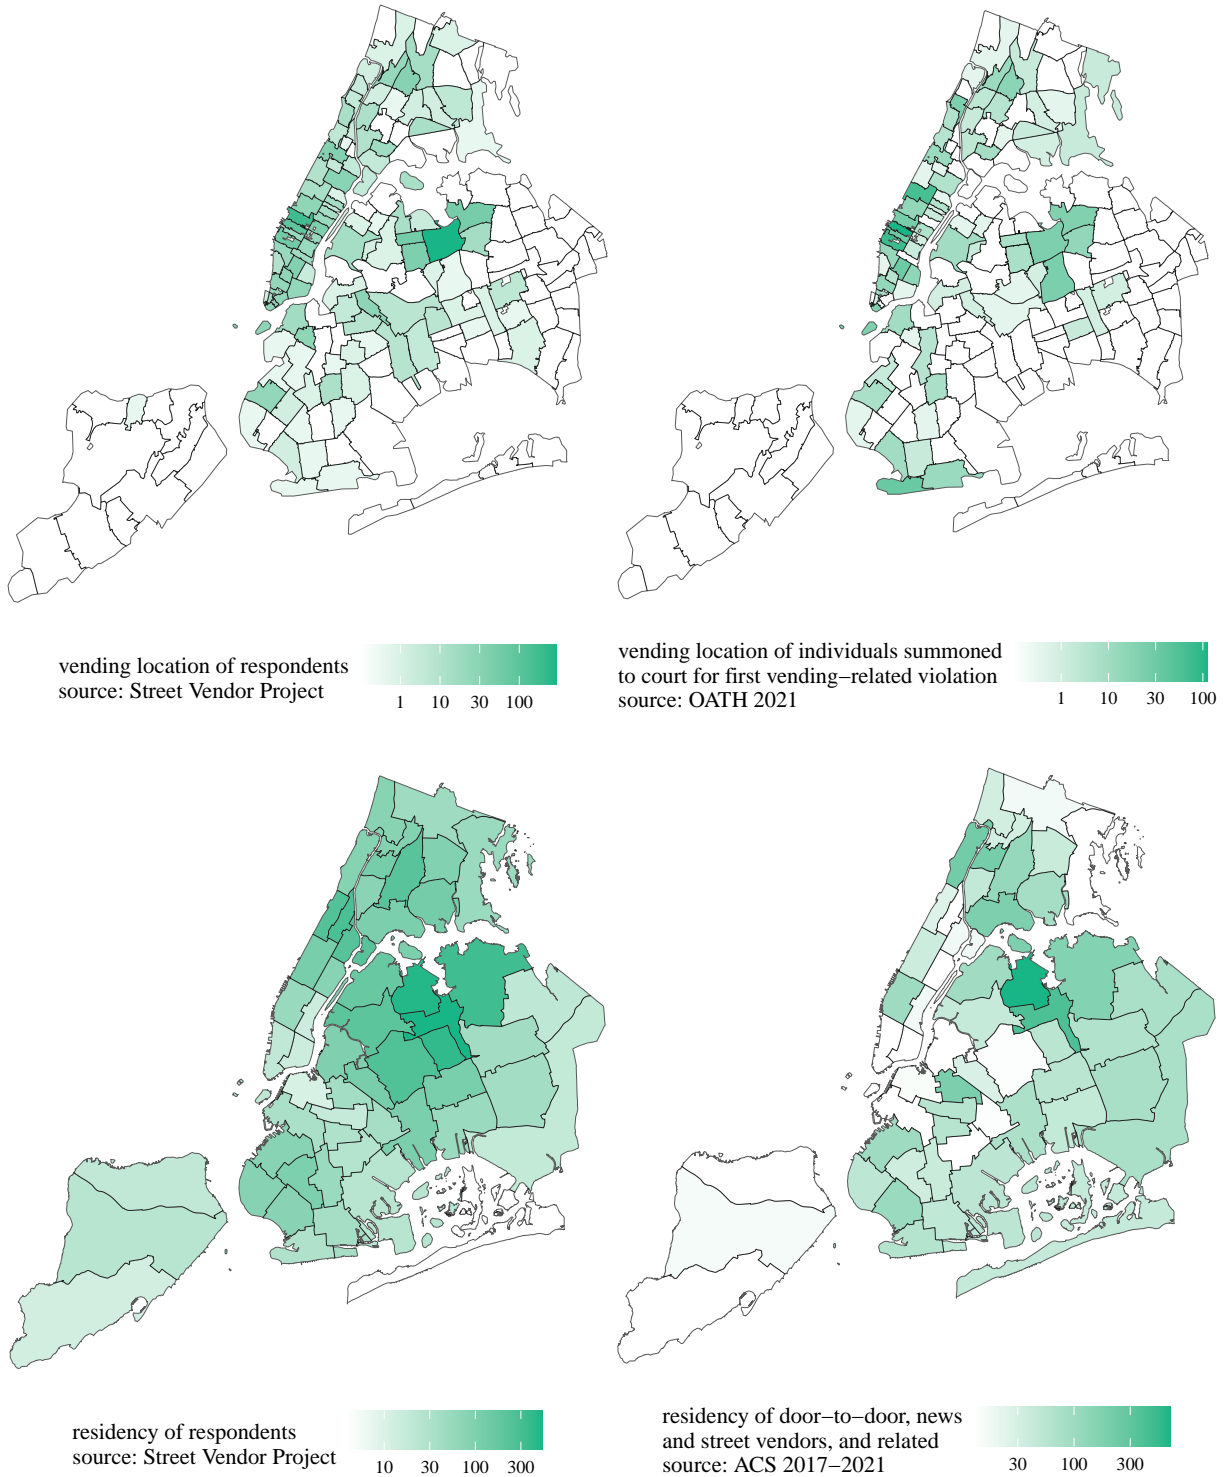 vending location of respondents
source: Street Vendor Project
1 10 30 100
vending location of individuals summoned
to court for first vending−related violation
source: OATH 2021
1 10 30 100
residency of respondents
source: Street Vendor Project
10 30 100 300
residency of door−to−door, news
and street vendors, and related
source: ACS 2017−2021
30 100 300